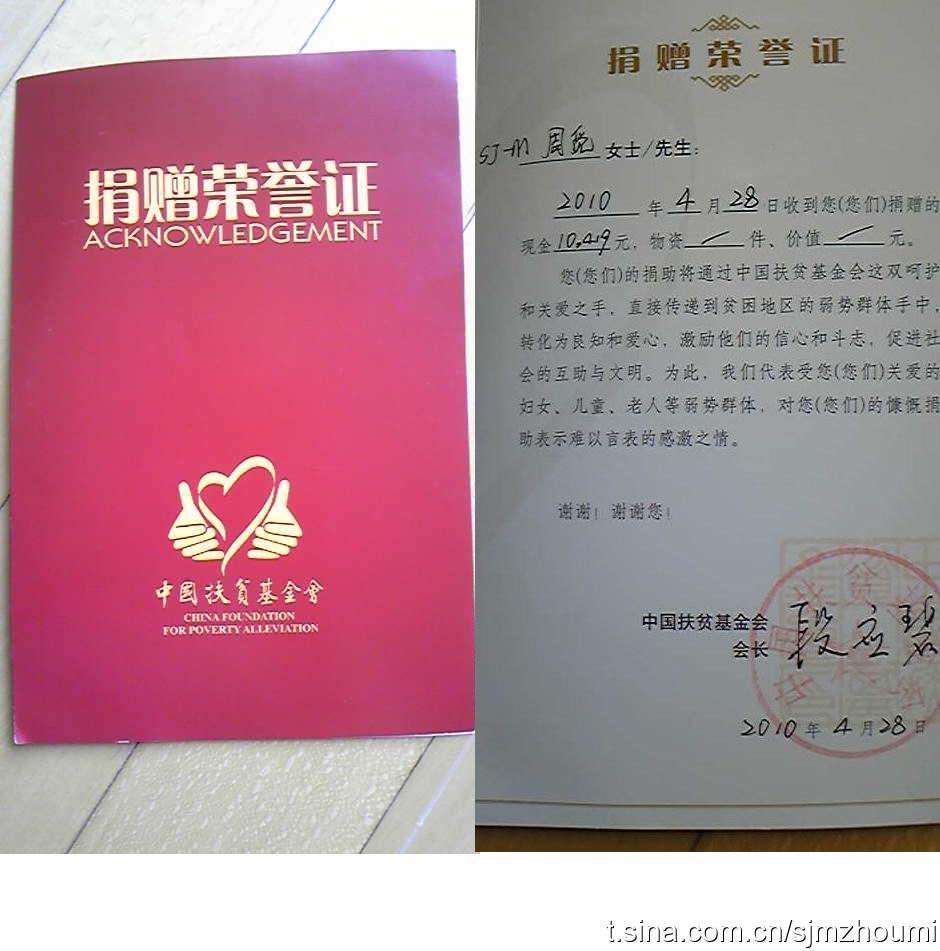 捐赠荣誉证
ACKNOWLEDGEMENT
中国扶贫基金会
CHINA FOUNDATION
FOR POVERTY ALLEVIATION
捐赠荣誉证
SJ-M 周觅 女士/先生:
2010 年 4 月 28 日收到您(您们)捐赠的
现金 10,419 元, 物资 / 件、价值 / 元。
您(您们)的捐助将通过中国扶贫基金会这双呵护
和关爱之手, 直接传递到贫困地区的弱势群体手中,
转化为良知和爱心, 激励他们的信心和斗志, 促进社
会的互助与文明。为此, 我们代表受您(您们)关爱的
妇女、儿童、老人等弱势群体, 对您(您们)的慷慨捐
助表示难以言表的感激之情。
谢谢! 谢谢您!
中国扶贫基金会
会长 段应碧
2010 年 4 月 28 日
t.sina.com.cn/sjmzhoumi